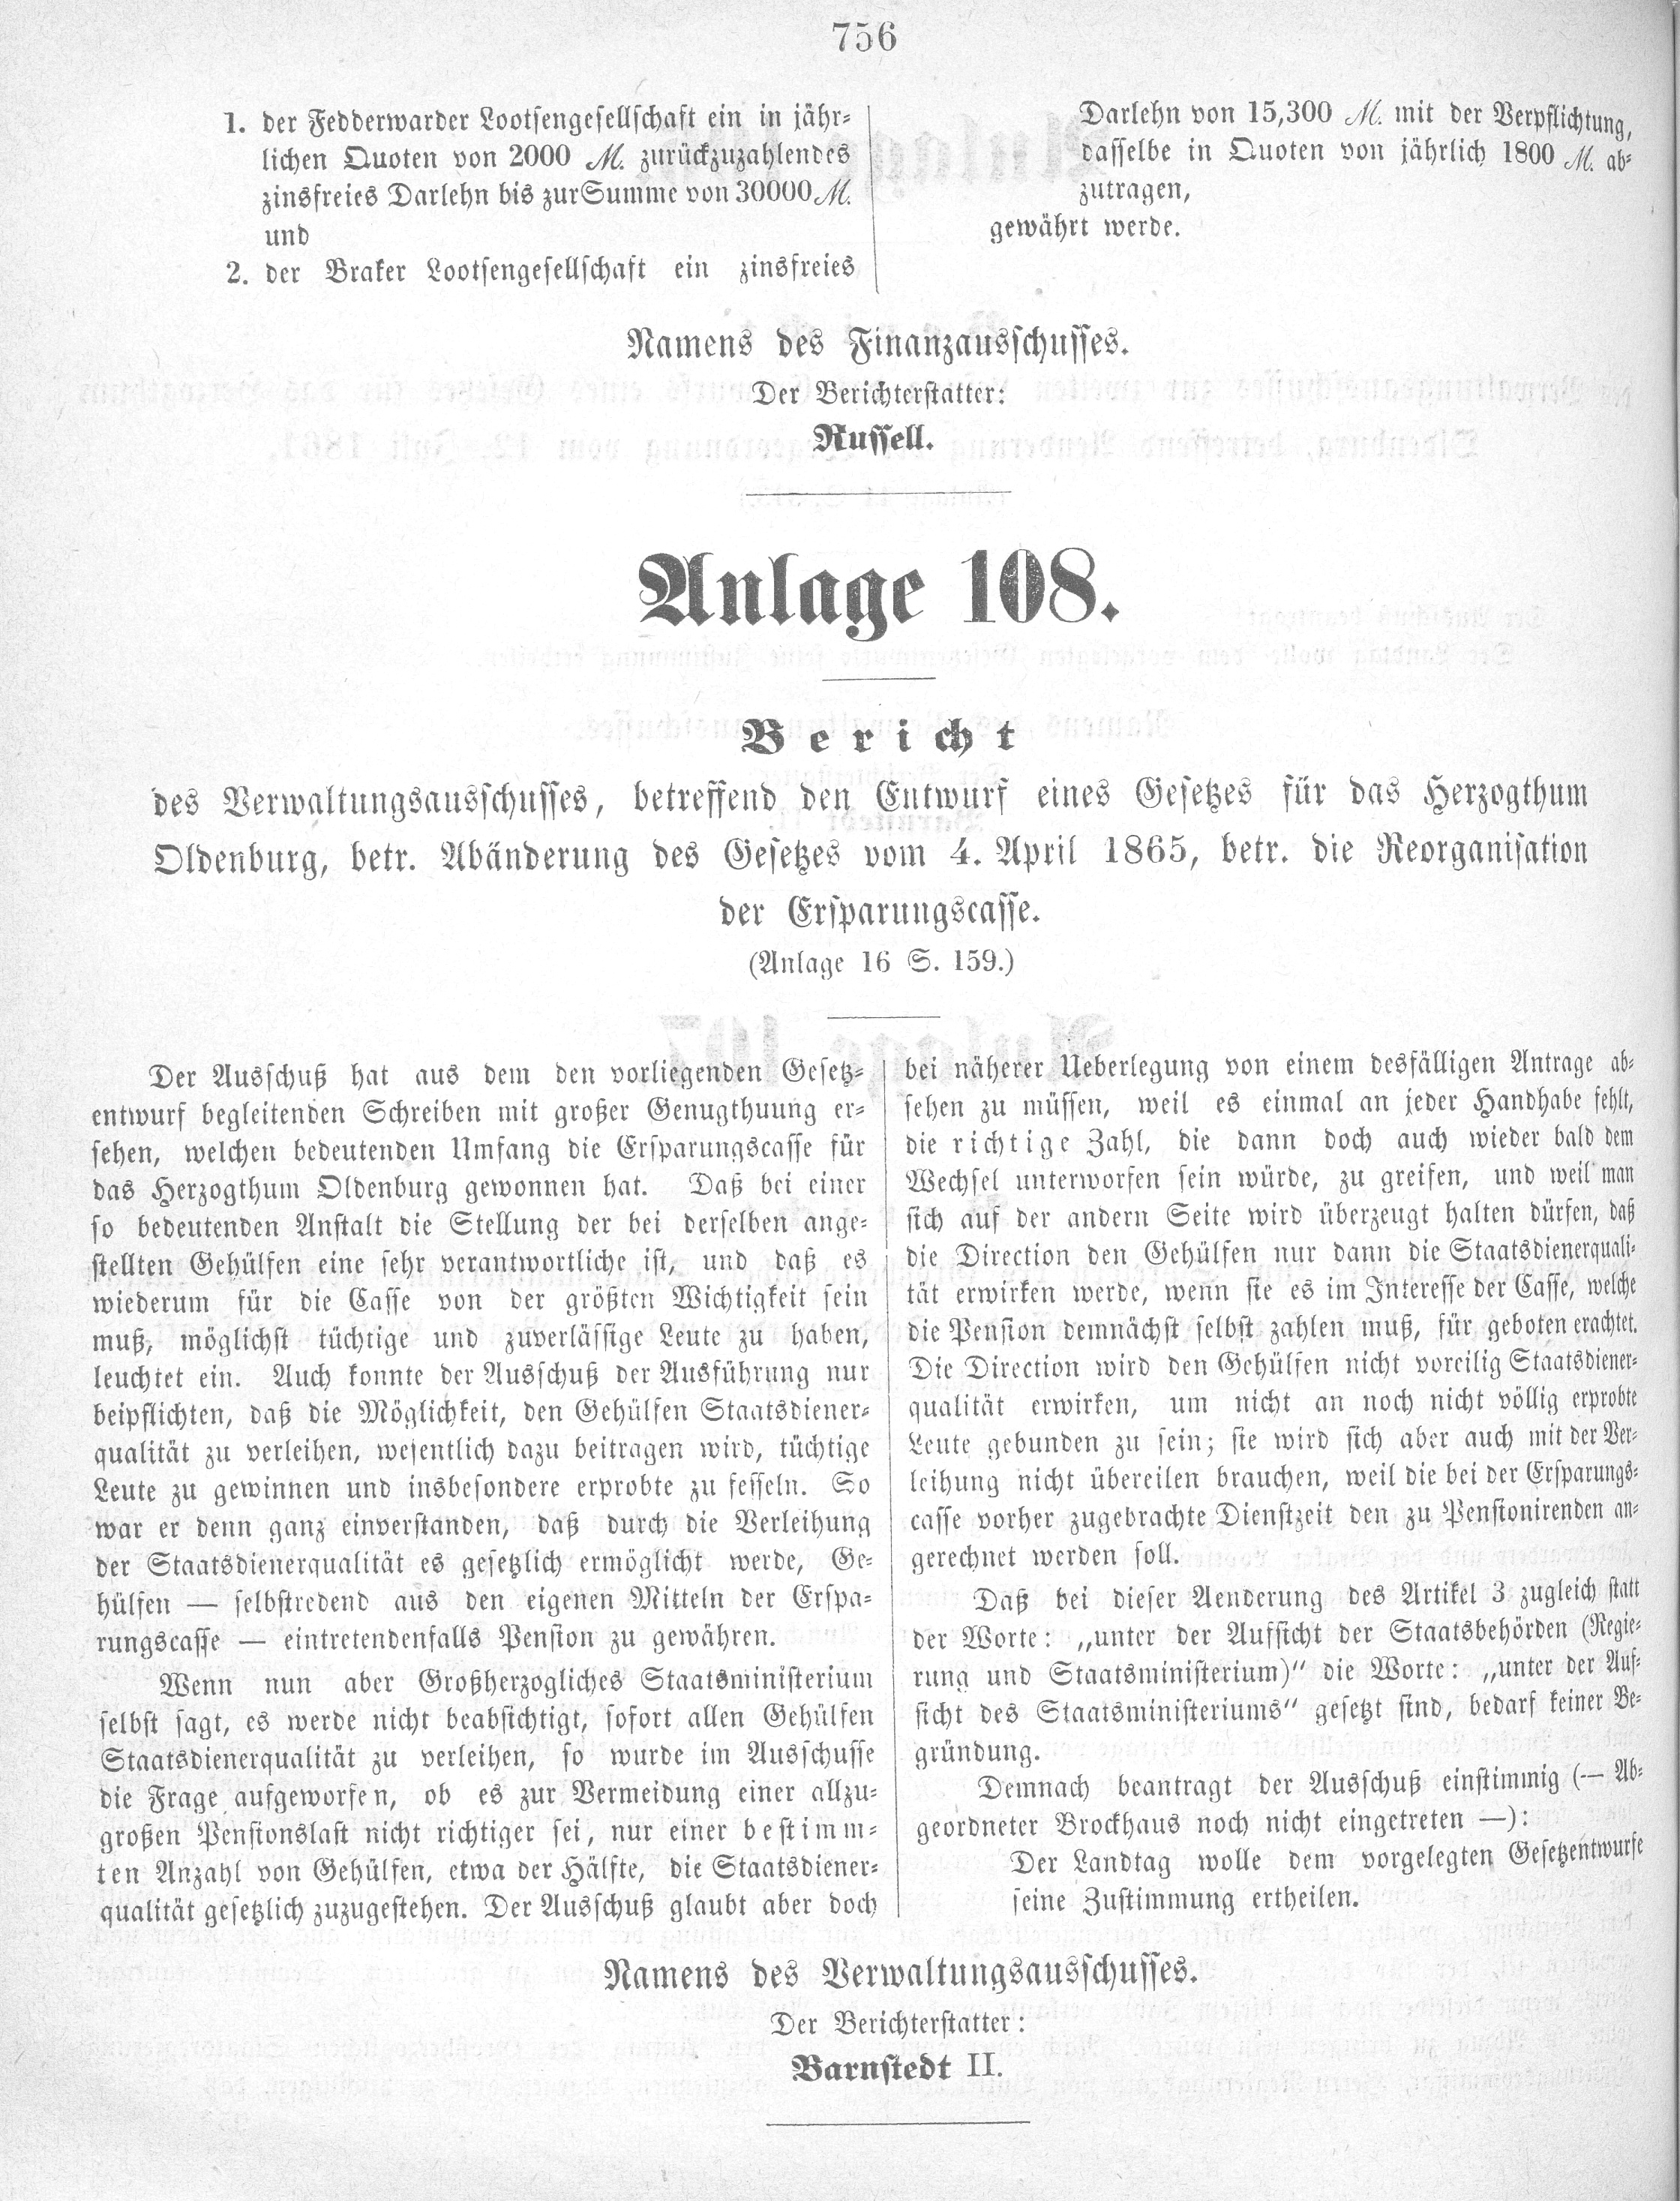 756
1. der Fedderwarder Lootsengesellschaft ein in jähr-
lichen Quoten von 2000 M. zurückzuzahlendes
zinsfreies Darlehn bis zur Summe von 30000 M.
und
2. der Braker Lootsengesellschaft ein zinsfreies
Darlehn von 15,300 M. mit der Verpflichtung,
dasselbe in Quoten von jährlich 1800 M. ab-
zutragen,
gewährt werde.
Namens des Finanzausschusses.
Der Berichterstatter:
Russell.
Anlage 108.
Bericht
des Verwaltungsausschusses, betreffend den Entwurf eines Gesetzes für das Herzogthum
Oldenburg, betr. Abänderung des Gesetzes vom 4. April 1865, betr. die Reorganisation
der Ersparungscasse.
(Anlage 16 S. 159.)
Der Ausschuß hat aus dem den vorliegenden Gesetz-
entwurf begleitenden Schreiben mit großer Genugthuung er-
sehen, welchen bedeutenden Umfang die Ersparungscasse für
das Herzogthum Oldenburg gewonnen hat. Daß bei einer
so bedeutenden Anstalt die Stellung der bei derselben ange-
stellten Gehülfen eine sehr verantwortliche ist, und daß es
wiederum für die Casse von der größten Wichtigkeit sein
muß, möglichst tüchtige und zuverlässige Leute zu haben,
leuchtet ein. Auch konnte der Ausschuß der Ausführung nur
beipflichten, daß die Möglichkeit, den Gehülfen Staatsdiener-
qualität zu verleihen, wesentlich dazu beitragen wird, tüchtige
Leute zu gewinnen und insbesondere erprobte zu fesseln. So
war er denn ganz einverstanden, daß durch die Verleihung
der Staatsdienerqualität es gesetzlich ermöglicht werde, Ge-
hülfen — selbstredend aus den eigenen Mitteln der Erspa-
rungscasse — eintretendenfalls Pension zu gewähren.
Wenn nun aber Großherzogliches Staatsministerium
selbst sagt, es werde nicht beabsichtigt, sofort allen Gehülfen
Staatsdienerqualität zu verleihen, so wurde im Ausschusse
die Frage aufgeworfen, ob es zur Vermeidung einer allzu-
großen Pensionslast nicht richtiger sei, nur einer bestimm-
ten Anzahl von Gehülfen, etwa der Hälfte, die Staatsdiener-
qualität gesetzlich zuzugestehen. Der Ausschuß glaubt aber doch
bei näherer Ueberlegung von einem desfälligen Antrage ab-
sehen zu müssen, weil es einmal an jeder Handhabe fehlt,
die richtige Zahl, die dann doch auch wieder bald dem
Wechsel unterworfen sein würde, zu greifen, und weil man
sich auf der andern Seite wird überzeugt halten dürfen, daß
die Direction den Gehülfen nur dann die Staatsdienerquali-
tät erwirken werde, wenn sie es im Interesse der Casse, welche
die Pension demnächst selbst zahlen muß, für geboten erachtet.
Die Direction wird den Gehülfen nicht voreilig Staatsdiener-
qualität erwirken, um nicht an noch nicht völlig erprobte
Leute gebunden zu sein; sie wird sich aber auch mit der Ver-
leihung nicht übereilen brauchen, weil die bei der Ersparungs-
casse vorher zugebrachte Dienstzeit den zu Pensionirenden an-
gerechnet werden soll.
Daß bei dieser Aenderung des Artikel 3 zugleich statt
der Worte: „unter der Aufsicht der Staatsbehörden (Regie-
rung und Staatsministerium)“ die Worte: „unter der Auf-
sicht des Staatsministeriums“ gesetzt sind, bedarf keiner Be-
gründung.
Demnach beantragt der Ausschuß einstimmig (— Ab-
geordneter Brockhaus noch nicht eingetreten —):
Der Landtag wolle dem vorgelegten Gesetzentwurfe
seine Zustimmung ertheilen.
Namens des Verwaltungsausschusses.
Der Berichterstatter:
Barnstedt II.